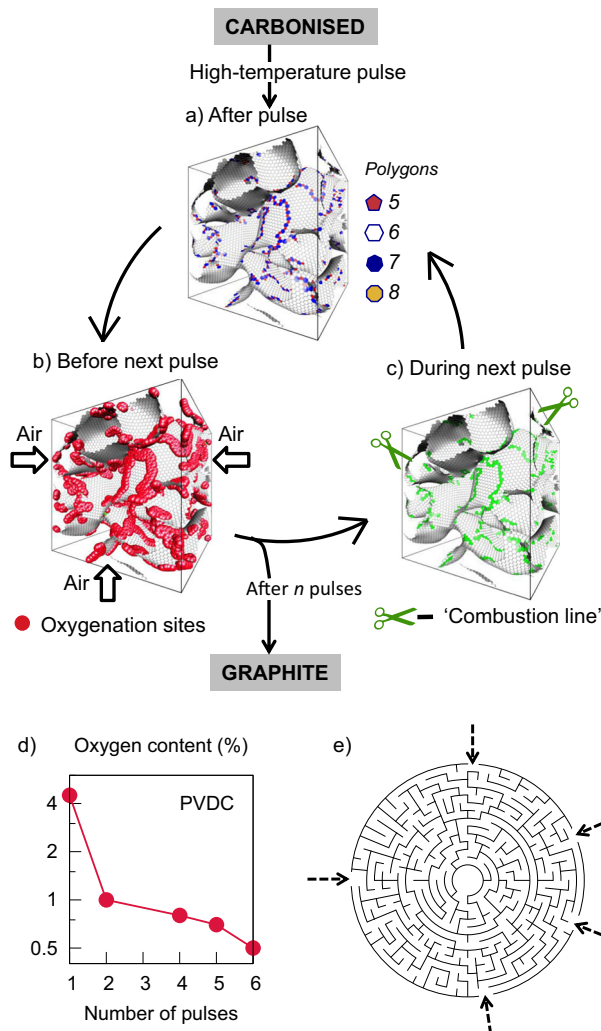 CARBONISED
High-temperature pulse
a) After pulse
Polygons
5
6
7
8
b) Before next pulse
c) During next pulse
Air
Air
Air
After n pulses
Oxygenation sites
‘Combustion line’
GRAPHITE
d) Oxygen content (%)
e)
PVDC
4
2
1
0.5
1 2 3 4 5 6
Number of pulses